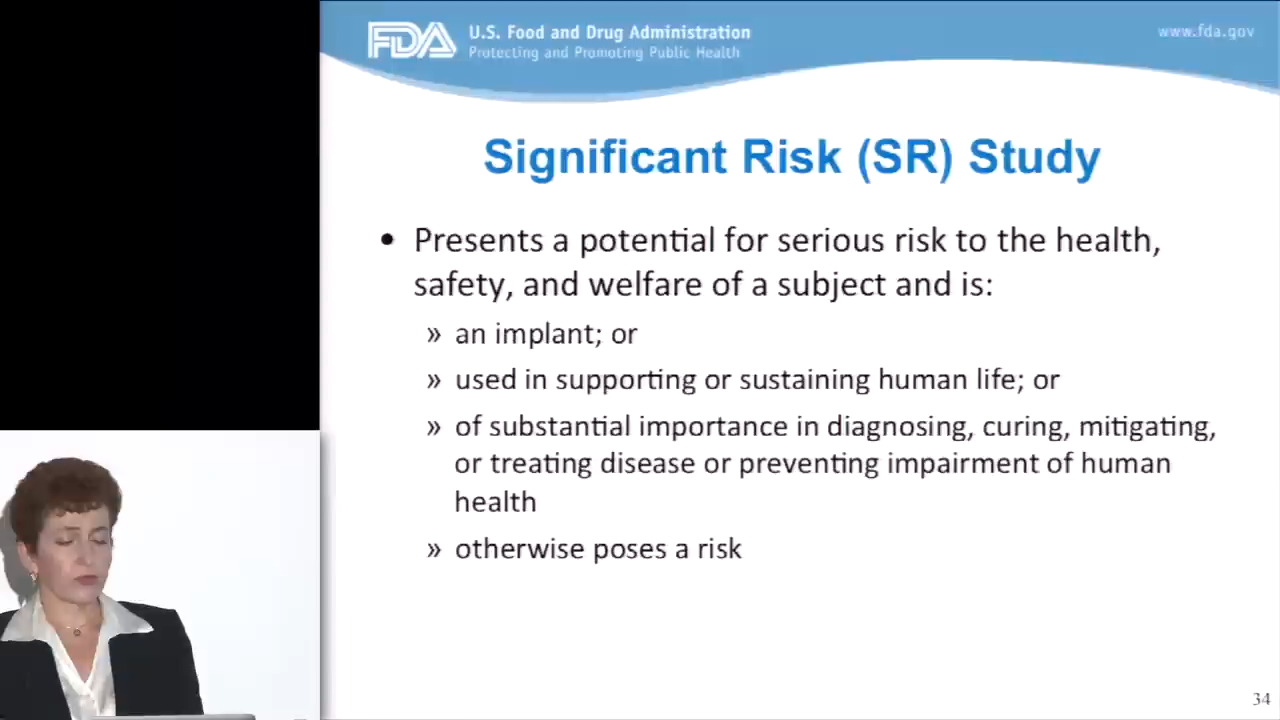 FDA
U.S. Food and Drug Administration
Protecting and Promoting Public Health
www.fda.gov
Significant Risk (SR) Study
• Presents a potential for serious risk to the health,
safety, and welfare of a subject and is:
» an implant; or
» used in supporting or sustaining human life; or
» of substantial importance in diagnosing, curing, mitigating,
or treating disease or preventing impairment of human
health
» otherwise poses a risk
34